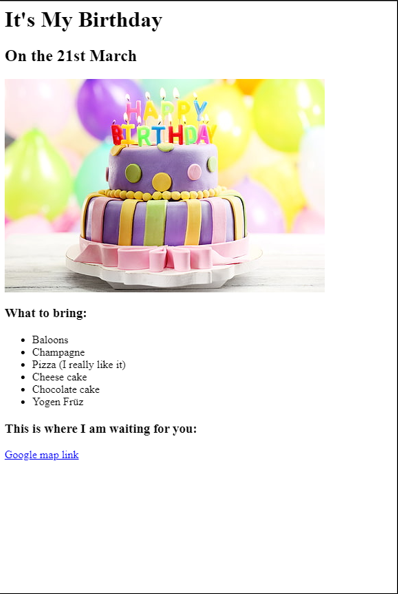 It's My Birthday
On the 21st March
HAPPY
BIRTHDAY
What to bring:
Baloons
Champagne
Pizza (I really like it)
Cheese cake
Chocolate cake
Yogen Früz
This is where I am waiting for you:
Google map link